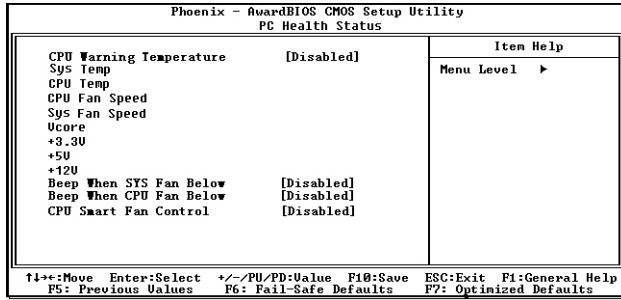 Phoenix - AwardBIOS CMOS Setup Utility
PC Health Status
CPU Warning Temperature [Disabled]
Sys Temp
CPU Temp
CPU Fan Speed
Sys Fan Speed
Vcore
+3.3V
+5V
+12V
Beep When SYS Fan Below [Disabled]
Beep When CPU Fan Below [Disabled]
CPU Smart Fan Control [Disabled]
Item Help
Menu Level ►
↑↓→←:Move Enter:Select +/-/PU/PD:Value F10:Save ESC:Exit F1:General Help
F5: Previous Values F6: Fail-Safe Defaults F7: Optimized Defaults